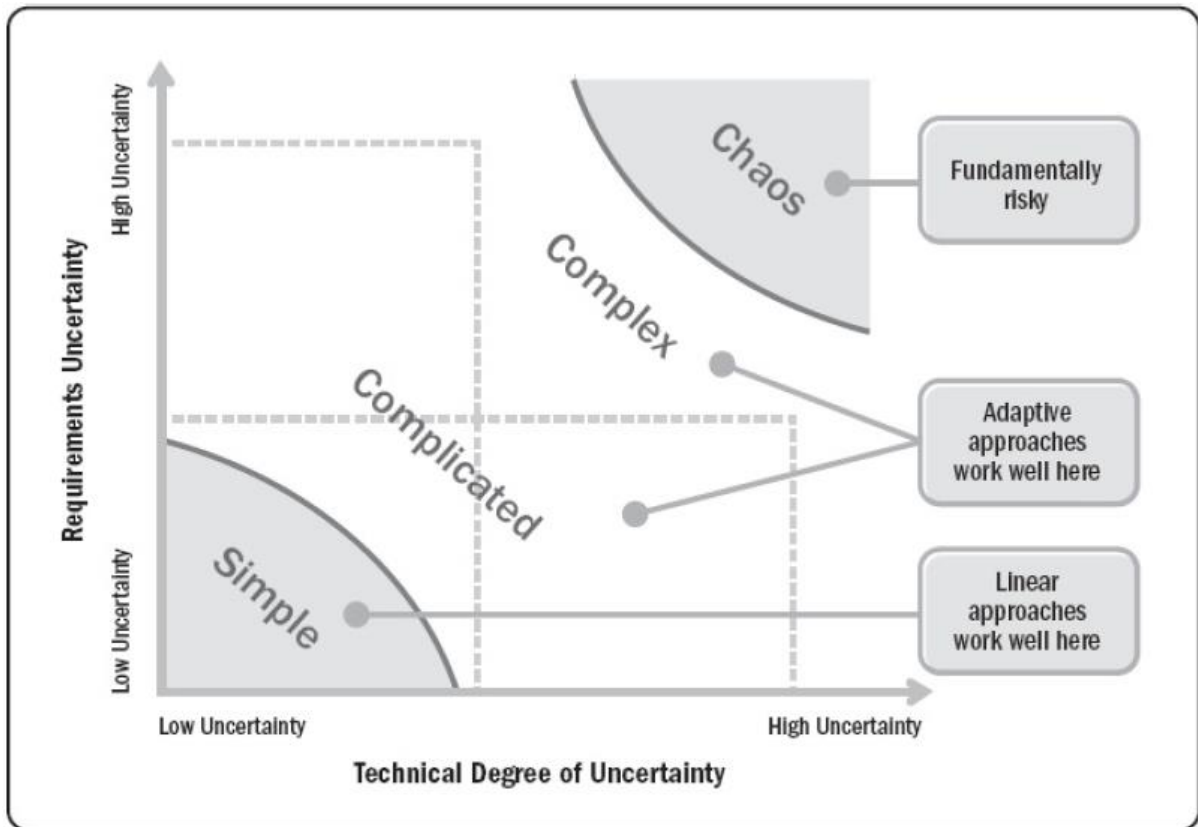 High Uncertainty
Requirements Uncertainty
Low Uncertainty
Chaos
Complex
Complicated
Simple
Fundamentally
risky
Adaptive
approaches
work well here
Linear
approaches
work well here
Low Uncertainty
High Uncertainty
Technical Degree of Uncertainty